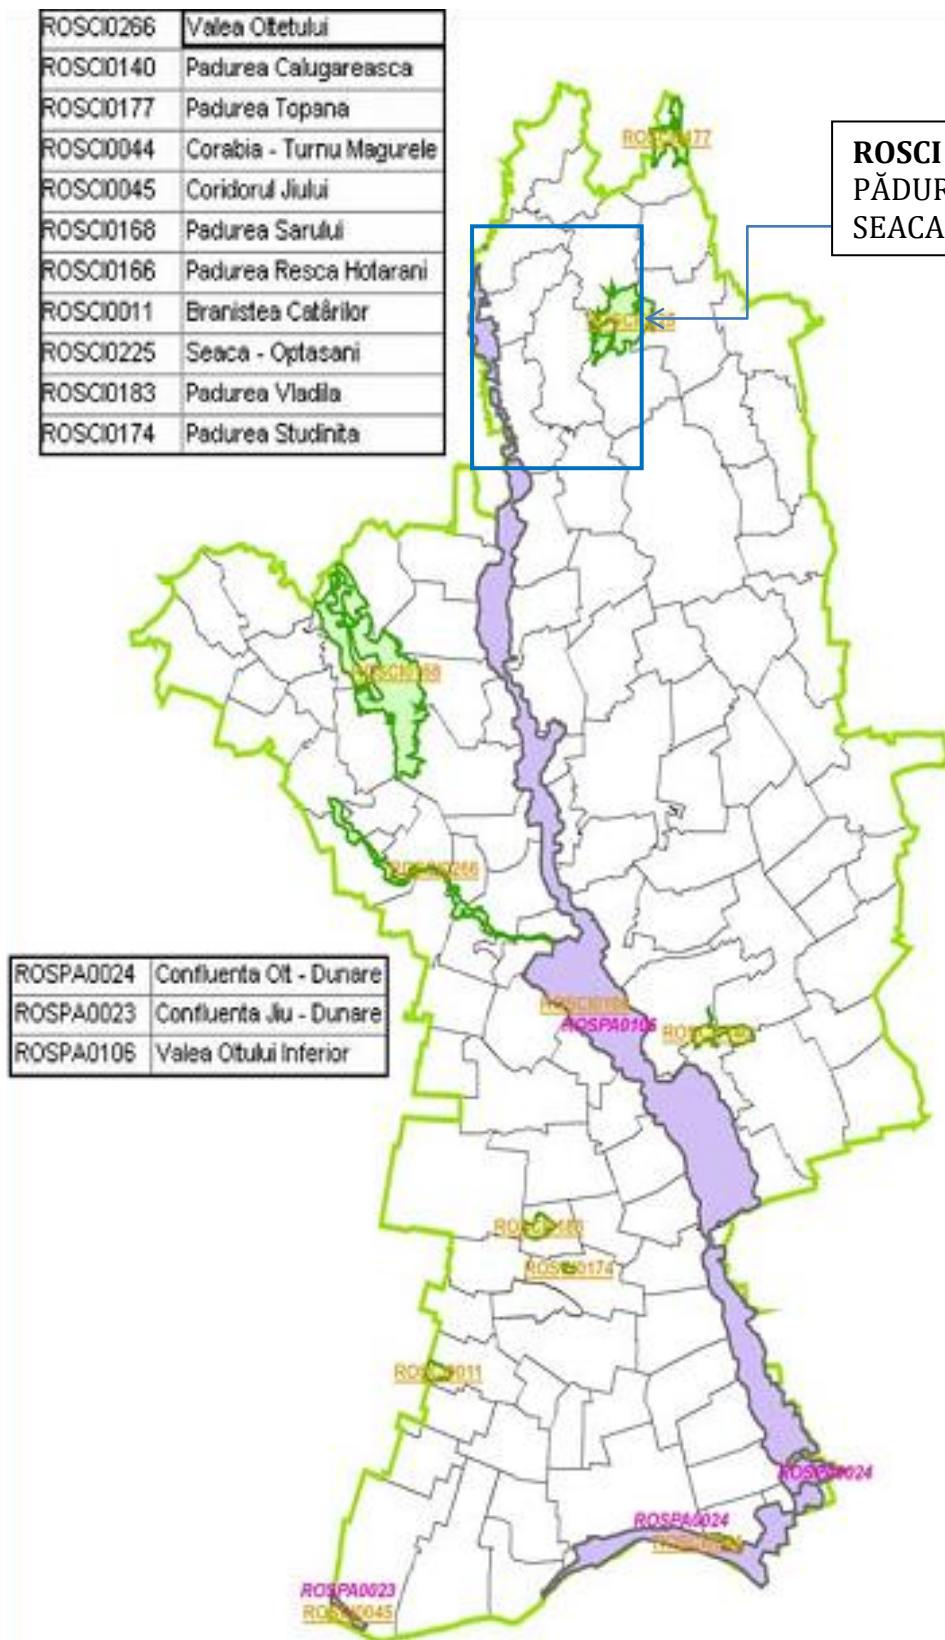 ROSCI0266 Valea Oltetului
ROSCI0140 Padurea Calugareasca
ROSCI0177 Padurea Topana
ROSCI0044 Corabia - Turnu Magurele
ROSCI0045 Coridorul Jiului
ROSCI0168 Padurea Sarului
ROSCI0166 Padurea Resca Hotarani
ROSCI0011 Branistea Catârilor
ROSCI0225 Seaca - Optasani
ROSCI0183 Padurea Vladila
ROSCI0174 Padurea Studinita
ROSCI
PĂDUR
SEACA
ROSCI0168
ROSCI0266
ROSPA0024 Confluenta Olt - Dunare
ROSPA0023 Confluenta Jiu - Dunare
ROSPA0106 Valea Oltului Inferior
ROSPA0106
ROSCI0183
ROSCI0174
ROSCI0011
ROSPA0024
ROSPA0024
ROSPA0023
ROSCI0045